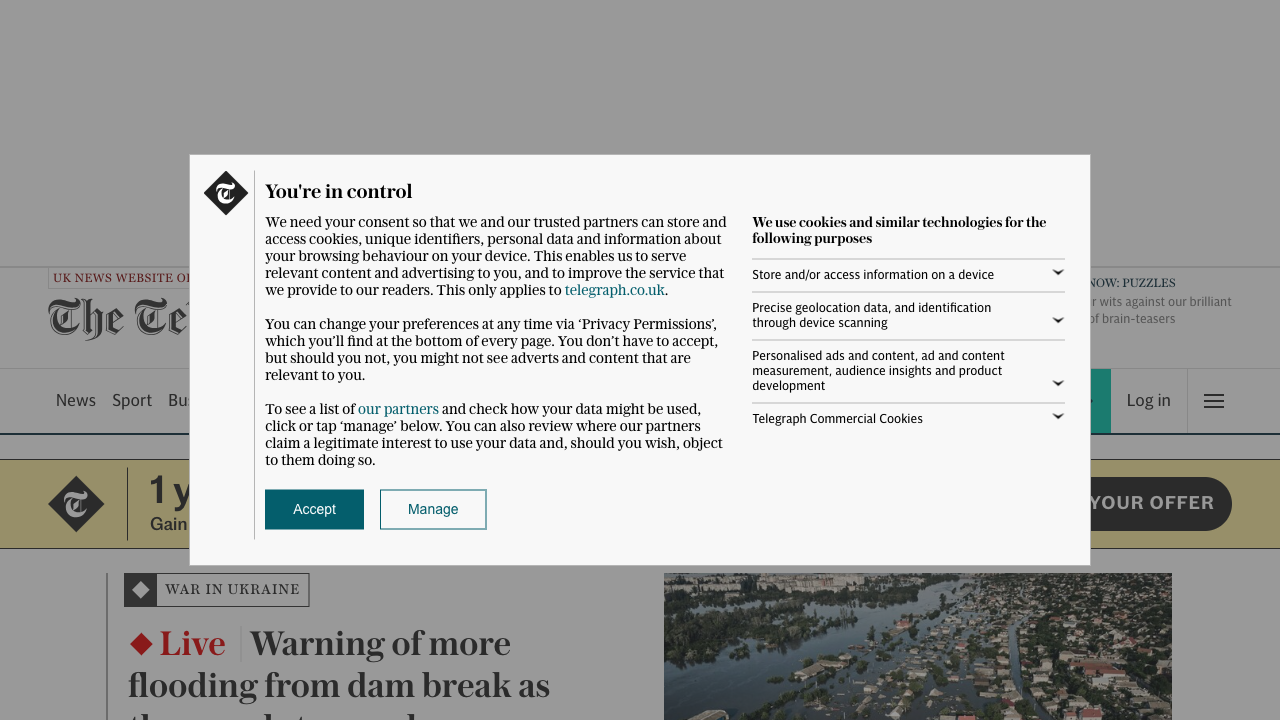 You're in control
We need your consent so that we and our trusted partners can store and
access cookies, unique identifiers, personal data and information about
your browsing behaviour on your device. This enables us to serve
relevant content and advertising to you, and to improve the service that
we provide to our readers. This only applies to telegraph.co.uk.
You can change your preferences at any time via ‘Privacy Permissions’,
which you’ll find at the bottom of every page. You don’t have to accept,
but should you not, you might not see adverts and content that are
relevant to you.
To see a list of our partners and check how your data might be used,
click or tap ‘manage’ below. You can also review where our partners
claim a legitimate interest to use your data and, should you wish, object
to them doing so.
Accept
Manage
We use cookies and similar technologies for the
following purposes
Store and/or access information on a device
Precise geolocation data, and identification
through device scanning
Personalised ads and content, ad and content
measurement, audience insights and product
development
Telegraph Commercial Cookies
UK NEWS WEBSITE
The Te
NOW: PUZZLES
r wits against our brilliant
of brain-teasers
News
Sport
Bu
Log in
1 y
Gain
YOUR OFFER
WAR IN UKRAINE
Live Warning of more
flooding from dam break as